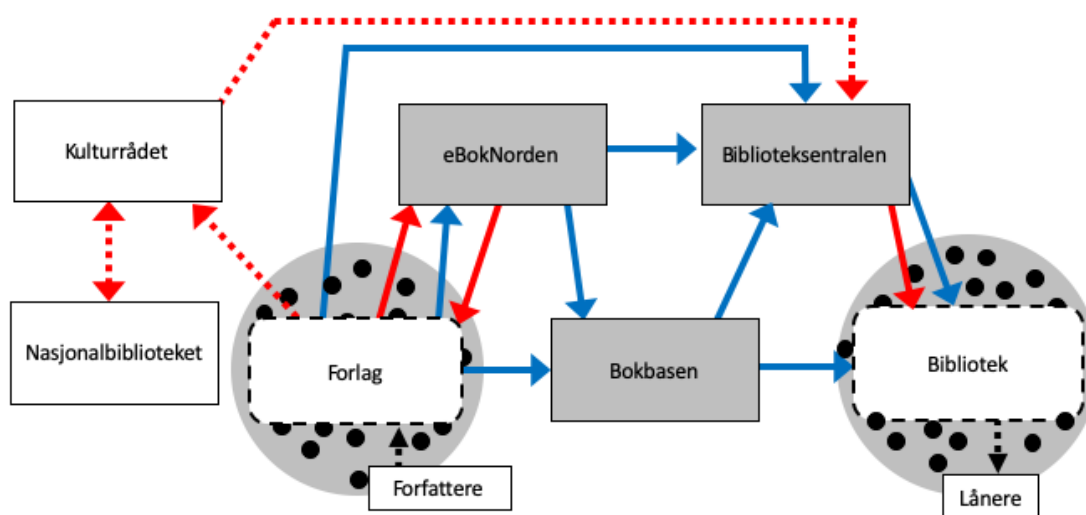 Kulturrådet
eBokNorden
Biblioteksentralen
Nasjonalbiblioteket
Forlag
Bokbasen
Bibliotek
Forfattere
Lånere